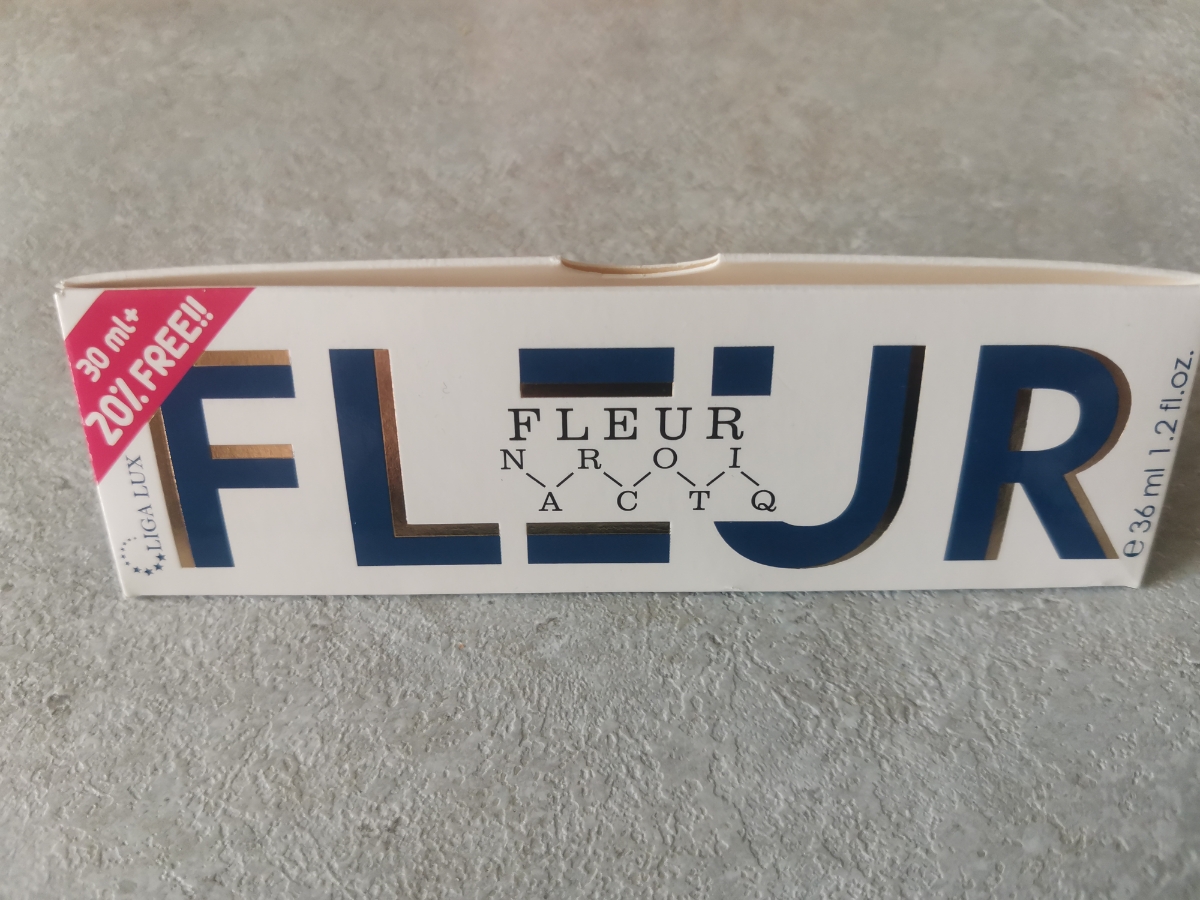 30 ml+
20% FREE!!
FLEUR
LIGA LUX
FLEUR
N R O I
A C T Q
e 36 ml 1.2 fl.oz.